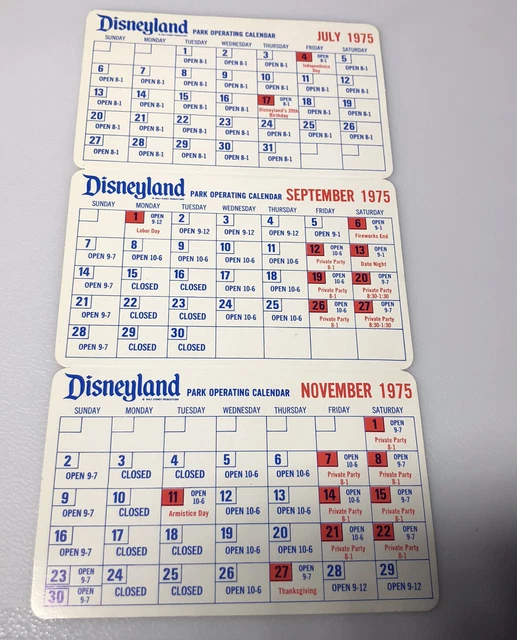 Disneyland PARK OPERATING CALENDAR JULY 1975
SUNDAY MONDAY TUESDAY WEDNESDAY THURSDAY FRIDAY SATURDAY
1 2 3 4 OPEN 8-1 5
OPEN 8-1 OPEN 8-1 OPEN 8-1 Independence Day OPEN 8-1
6 7 8 9 10 11 12
OPEN 8-1 OPEN 8-1 OPEN 8-1 OPEN 8-1 OPEN 8-1 OPEN 8-1 OPEN 8-1
13 14 15 16 17 OPEN 8-1 18 19
OPEN 8-1 OPEN 8-1 OPEN 8-1 OPEN 8-1 Disneyland's 20th Birthday OPEN 8-1 OPEN 8-1
20 21 22 23 24 25 26
OPEN 8-1 OPEN 8-1 OPEN 8-1 OPEN 8-1 OPEN 8-1 OPEN 8-1 OPEN 8-1
27 28 29 30 31
OPEN 8-1 OPEN 8-1 OPEN 8-1 OPEN 8-1 OPEN 8-1
Disneyland PARK OPERATING CALENDAR SEPTEMBER 1975
SUNDAY MONDAY TUESDAY WEDNESDAY THURSDAY FRIDAY SATURDAY
1 OPEN 9-12 2 3 4 5 6 OPEN 9-1
Labor Day OPEN 9-12 OPEN 9-12 OPEN 9-12 OPEN 9-1 Fireworks End
7 8 9 10 11 12 OPEN 10-6 13 OPEN 9-1
OPEN 9-7 OPEN 10-6 OPEN 10-6 OPEN 10-6 OPEN 10-6 Private Party 8-1 Date Night
14 15 16 17 18 19 OPEN 10-6 20 OPEN 9-7
OPEN 9-7 CLOSED CLOSED OPEN 10-6 OPEN 10-6 Private Party 8-1 Private Party 8:30-1:30
21 22 23 24 25 26 OPEN 10-6 27 OPEN 9-7
OPEN 9-7 CLOSED CLOSED OPEN 10-6 OPEN 10-6 Private Party 8-1 Private Party 8:30-1:30
28 29 30
OPEN 9-7 CLOSED CLOSED
Disneyland PARK OPERATING CALENDAR NOVEMBER 1975
© WALT DISNEY PRODUCTIONS
SUNDAY MONDAY TUESDAY WEDNESDAY THURSDAY FRIDAY SATURDAY
1 OPEN 9-7
Private Party 8-1
2 3 4 5 6 7 OPEN 10-6 8 OPEN 9-7
OPEN 9-7 CLOSED CLOSED OPEN 10-6 OPEN 10-6 Private Party 8-1 Private Party 8-1
9 10 11 OPEN 10-6 12 13 14 OPEN 10-6 15 OPEN 9-7
OPEN 9-7 CLOSED Armistice Day OPEN 10-6 OPEN 10-6 Private Party 8-1 Private Party 8-1
16 17 18 19 20 21 OPEN 10-6 22 OPEN 9-7
OPEN 9-7 CLOSED CLOSED OPEN 10-6 OPEN 10-6 Private Party 8-1 Private Party 8-1
23 OPEN 9-7 24 25 26 27 OPEN 9-7 28 29
30 OPEN 9-7 CLOSED CLOSED OPEN 10-6 Thanksgiving OPEN 9-12 OPEN 9-12